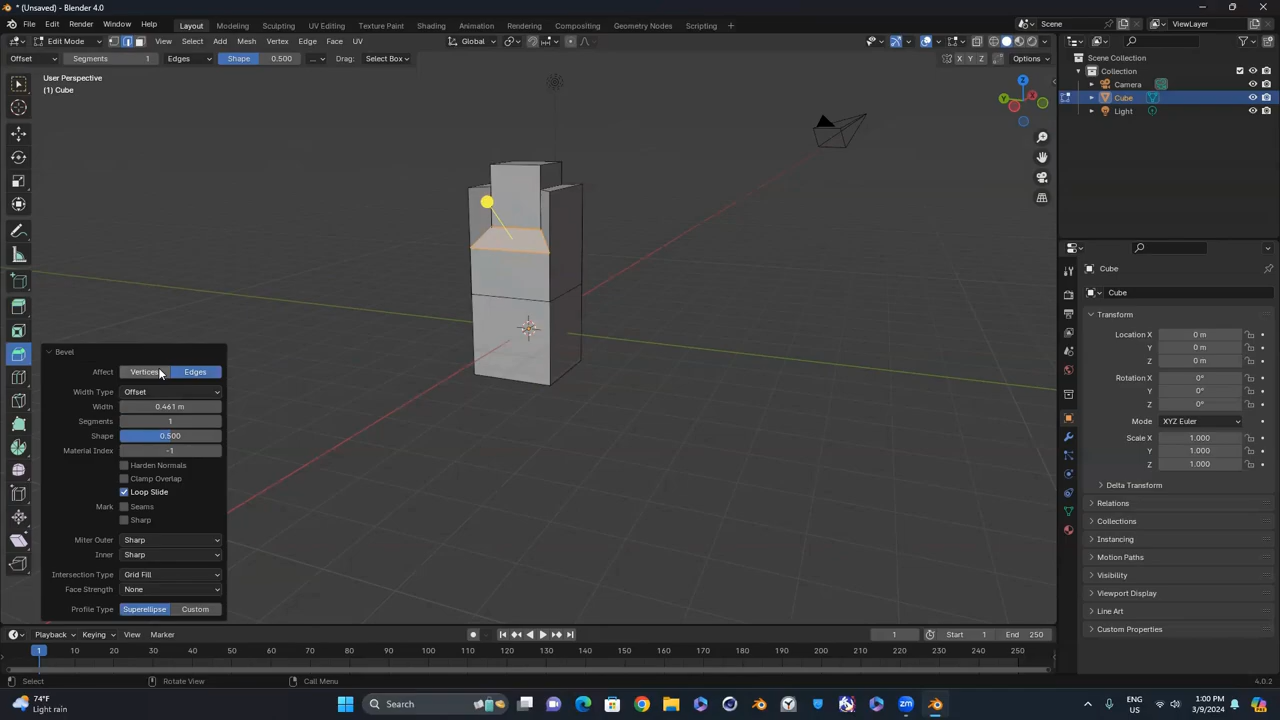 * (Unsaved) - Blender 4.0
File Edit Render Window Help Layout Modeling Sculpting UV Editing Texture Paint Shading Animation Rendering Compositing Geometry Nodes Scripting + Scene ViewLayer
Edit Mode View Select Add Mesh Vertex Edge Face UV Global Options
Offset Segments 1 Edges Shape 0.500 ... Drag: Select Box X Y Z Options
User Perspective
(1) Cube
Z
Y
X
Scene Collection
Collection
Camera
Cube
Light
Cube
Cube
Transform
Location X 0 m
Y 0 m
Z 0 m
Rotation X 0°
Y 0°
Z 0°
Mode XYZ Euler
Scale X 1.000
Y 1.000
Z 1.000
Delta Transform
Relations
Collections
Instancing
Motion Paths
Visibility
Viewport Display
Line Art
Custom Properties
Bevel
Affect Vertices Edges
Width Type Offset
Width 0.461 m
Segments 1
Shape 0.500
Material Index -1
Harden Normals
Clamp Overlap
Loop Slide
Mark Seams
Sharp
Miter Outer Sharp
Inner Sharp
Intersection Type Grid Fill
Face Strength None
Profile Type Superellipse Custom
Playback Keying View Marker 1 Start 1 End 250
1 10 20 30 40 50 60 70 80 90 100 110 120 130 140 150 160 170 180 190 200 210 220 230 240 250
Select Rotate View Call Menu 4.0.2
74°F
Light rain
Search
ENG
US
1:00 PM
3/9/2024